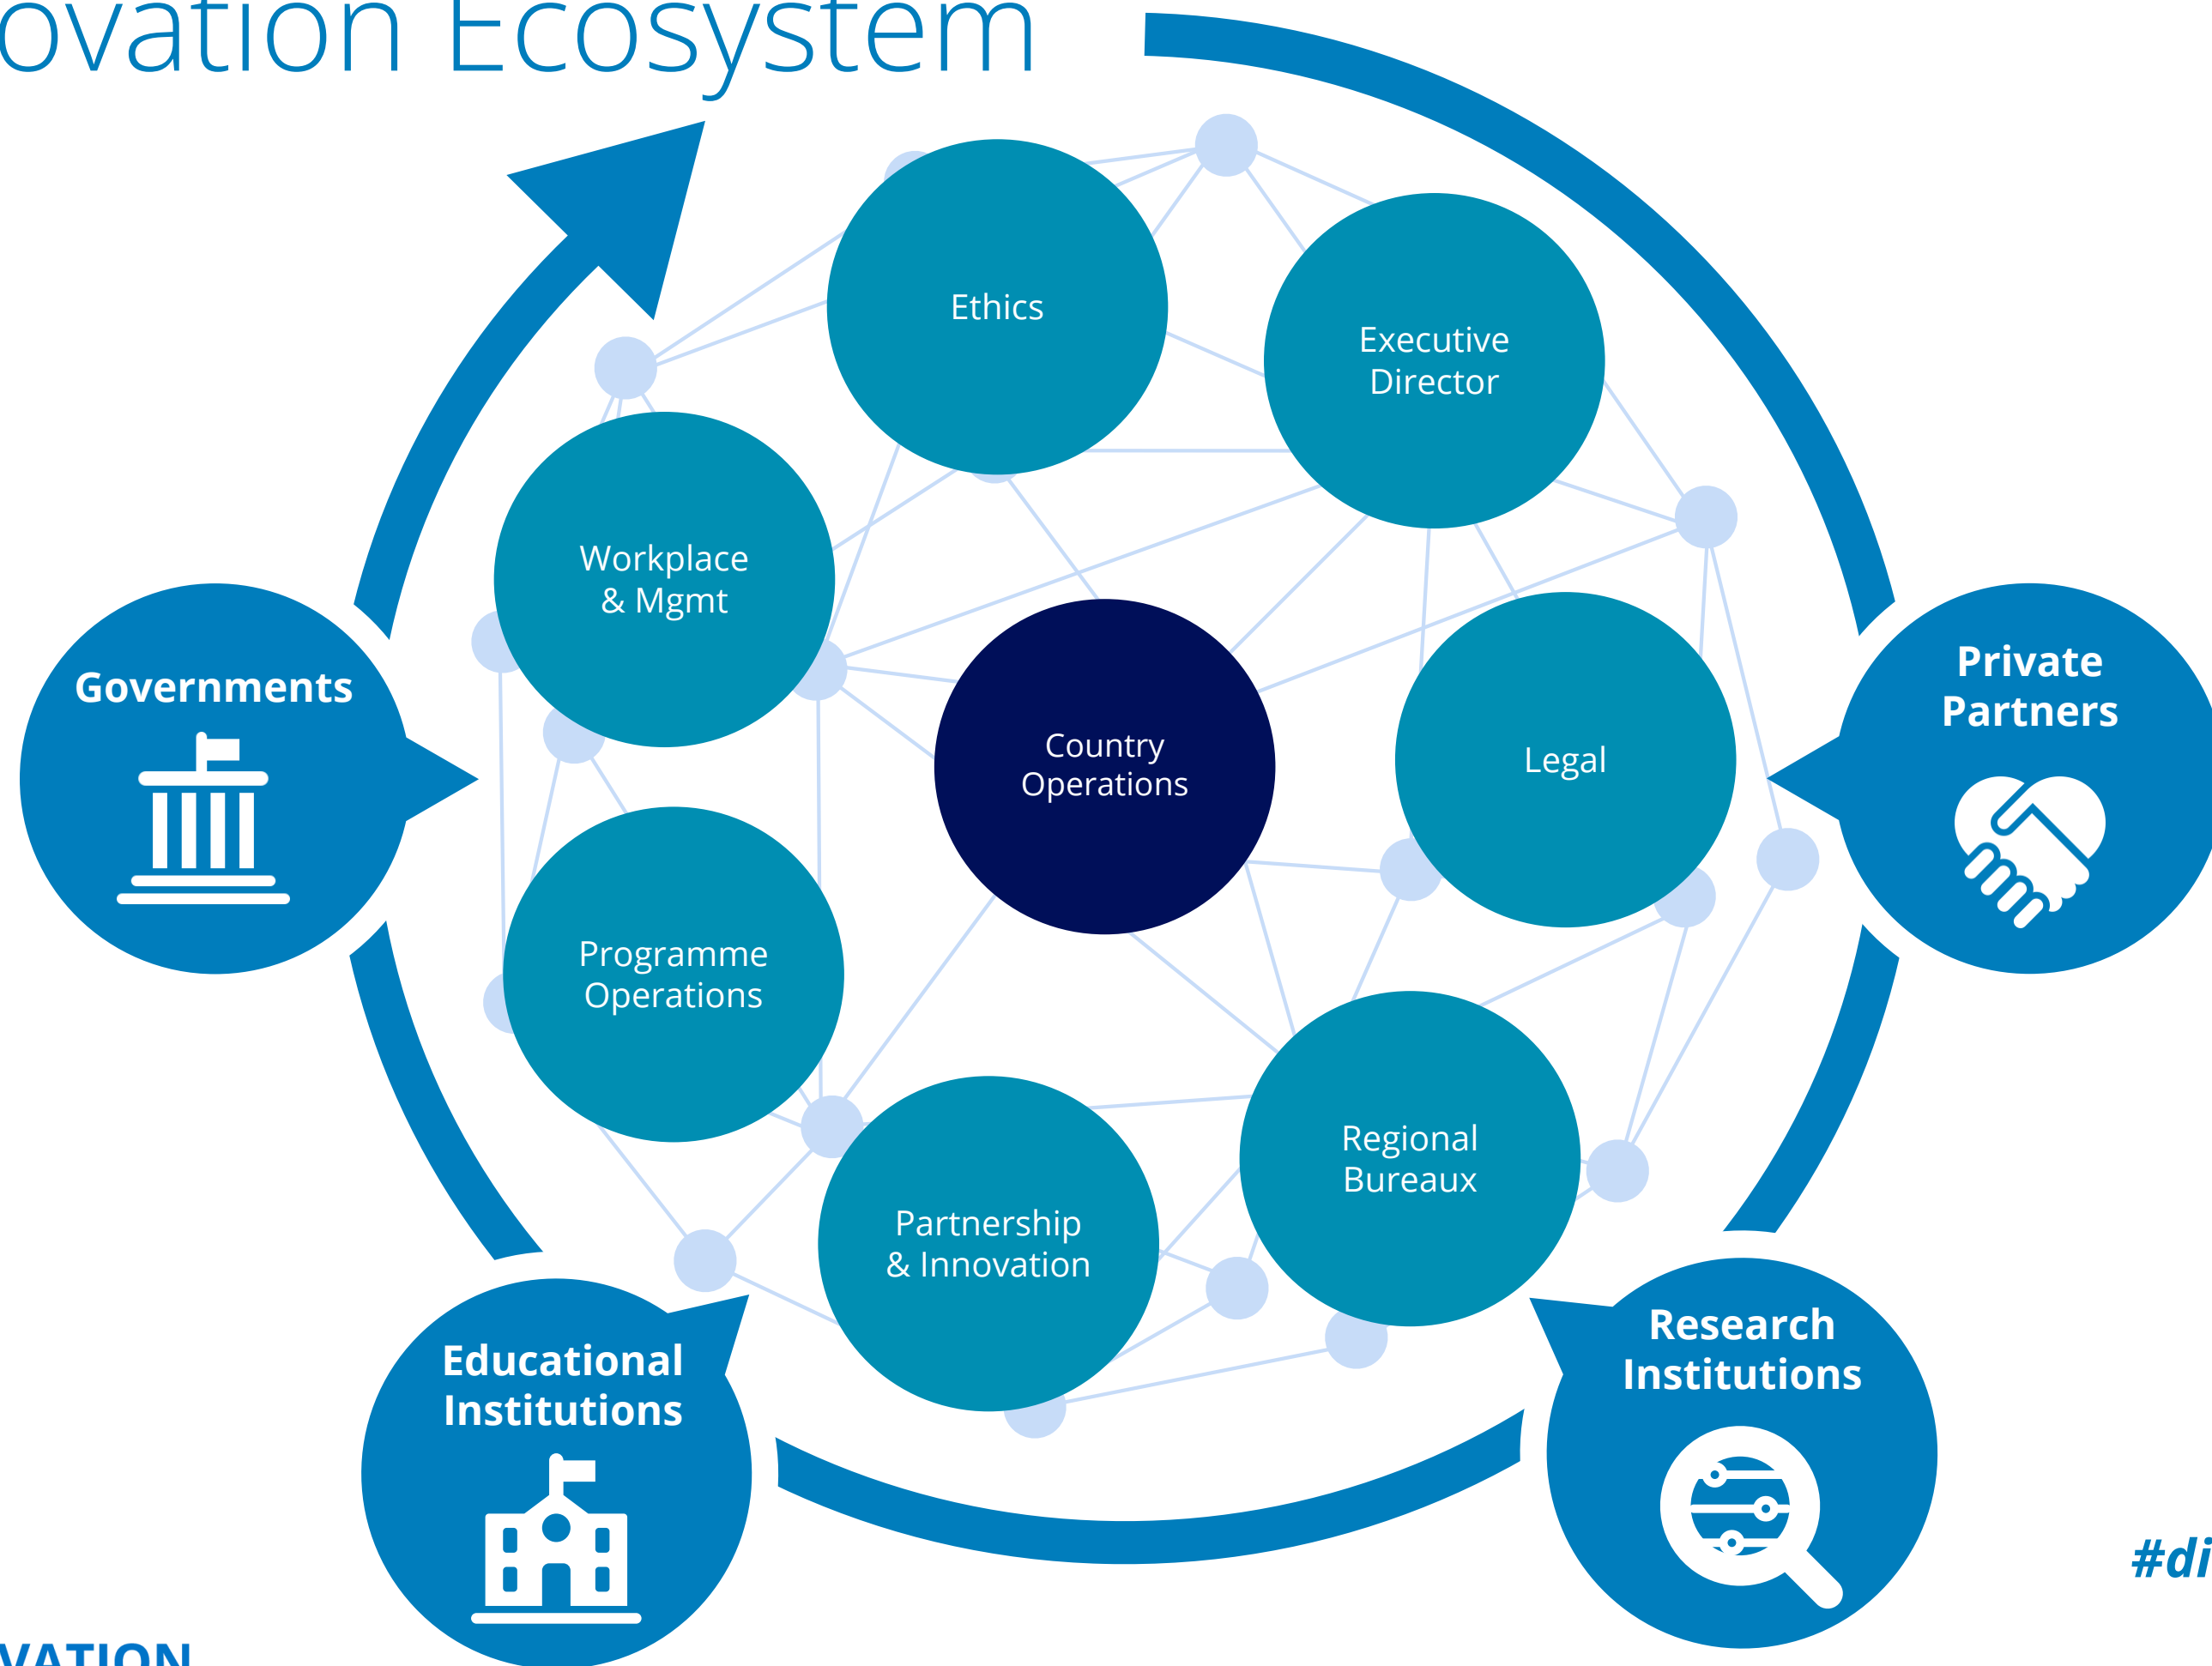 ovation Ecosystem
Ethics
Executive
Director
Workplace
& Mgmt
Governments
Private
Partners
Country
Operations
Legal
Programme
Operations
Regional
Bureaux
Partnership
& Innovation
Educational
Institutions
Research
Institutions
#di
VATION